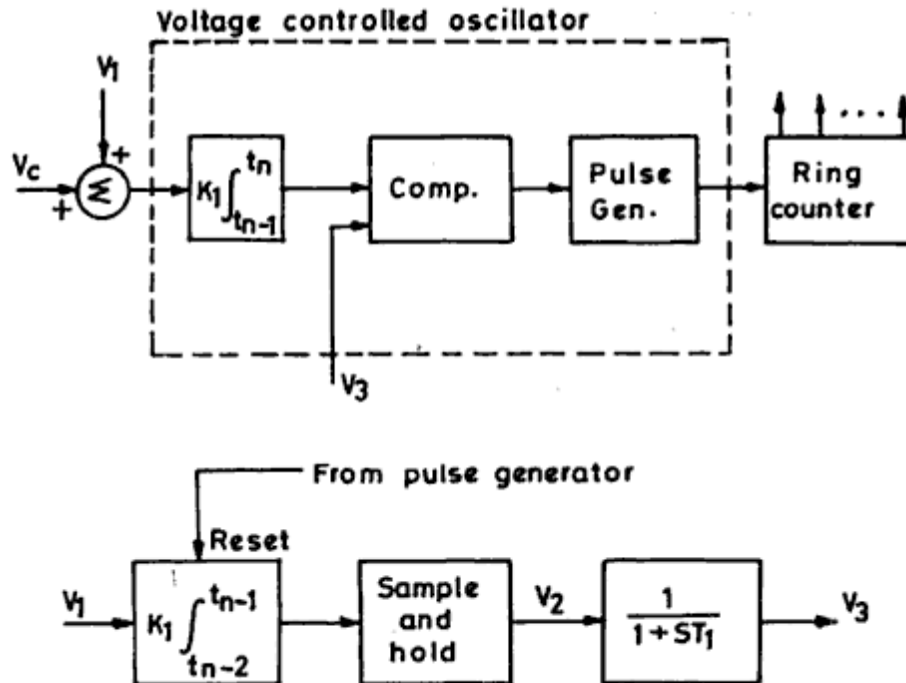 Voltage controlled oscillator
V1
+
Vc
+
Σ
K1 ∫ tn tn-1
Comp.
Pulse Gen.
Ring counter
...
V3
From pulse generator
Reset
V1
K1 ∫ tn-1 tn-2
Sample and hold
V2
1
1 + ST1
V3